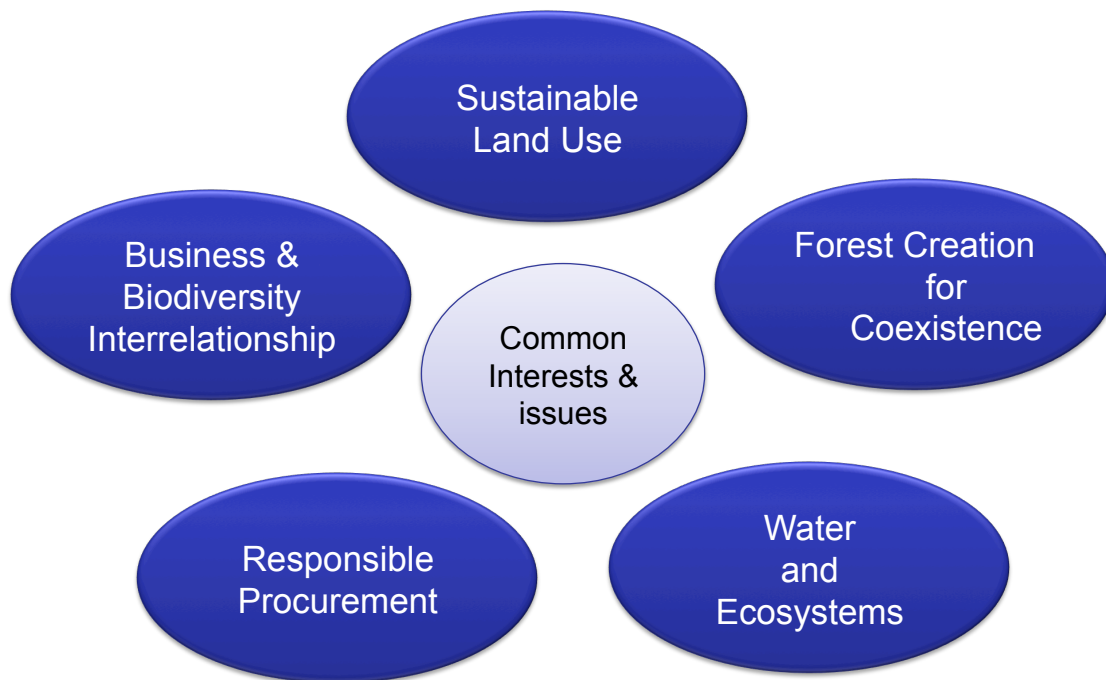 Sustainable
Land Use
Business &
Biodiversity
Interrelationship
Forest Creation
for
Coexistence
Common
Interests &
issues
Responsible
Procurement
Water
and
Ecosystems